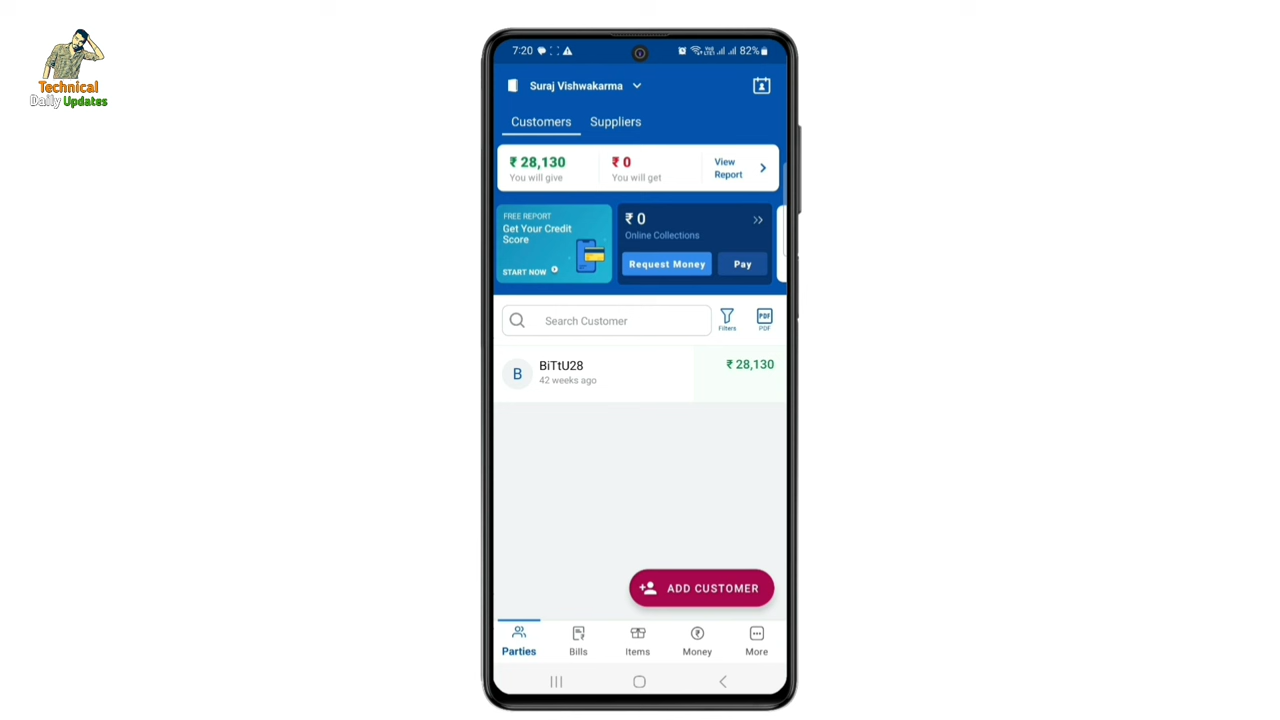 Technical
Daily Updates
7:20 82%
Suraj Vishwakarma
Customers Suppliers
₹ 28,130 ₹ 0 View
You will give You will get Report
FREE REPORT
Get Your Credit
Score
START NOW
₹ 0
Online Collections
Request Money Pay
Search Customer
Filters
PDF
PDF
B
BiTtU28 ₹ 28,130
42 weeks ago
ADD CUSTOMER
Parties Bills Items Money More